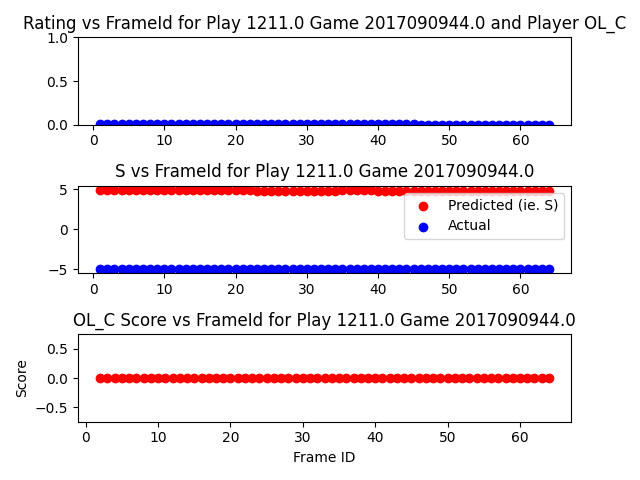 Rating vs FrameId for Play 1211.0 Game 2017090944.0 and Player OL_C
1.0
0.5
0.0
0 10 20 30 40 50 60
S vs FrameId for Play 1211.0 Game 2017090944.0
5
0
−5
Predicted (ie. S)
Actual
0 10 20 30 40 50 60
OL_C Score vs FrameId for Play 1211.0 Game 2017090944.0
Score
0.5
0.0
−0.5
0 10 20 30 40 50 60
Frame ID